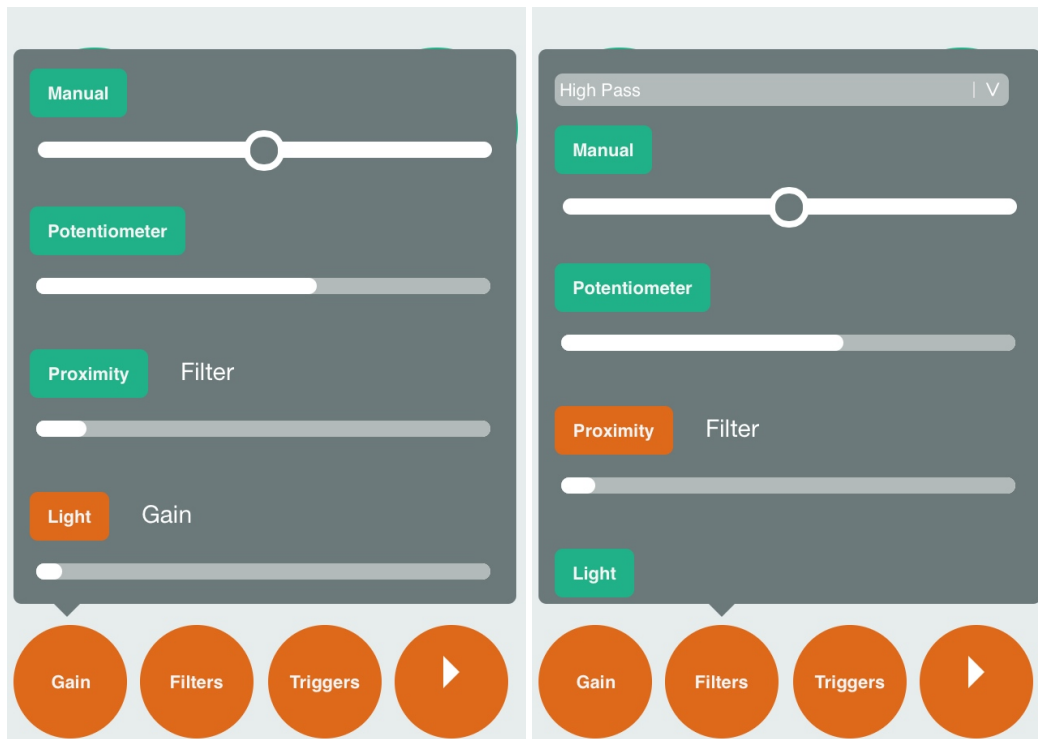 Manual
Potentiometer
Proximity Filter
Light Gain
Gain Filters Triggers
High Pass V
Manual
Potentiometer
Proximity Filter
Light
Gain Filters Triggers